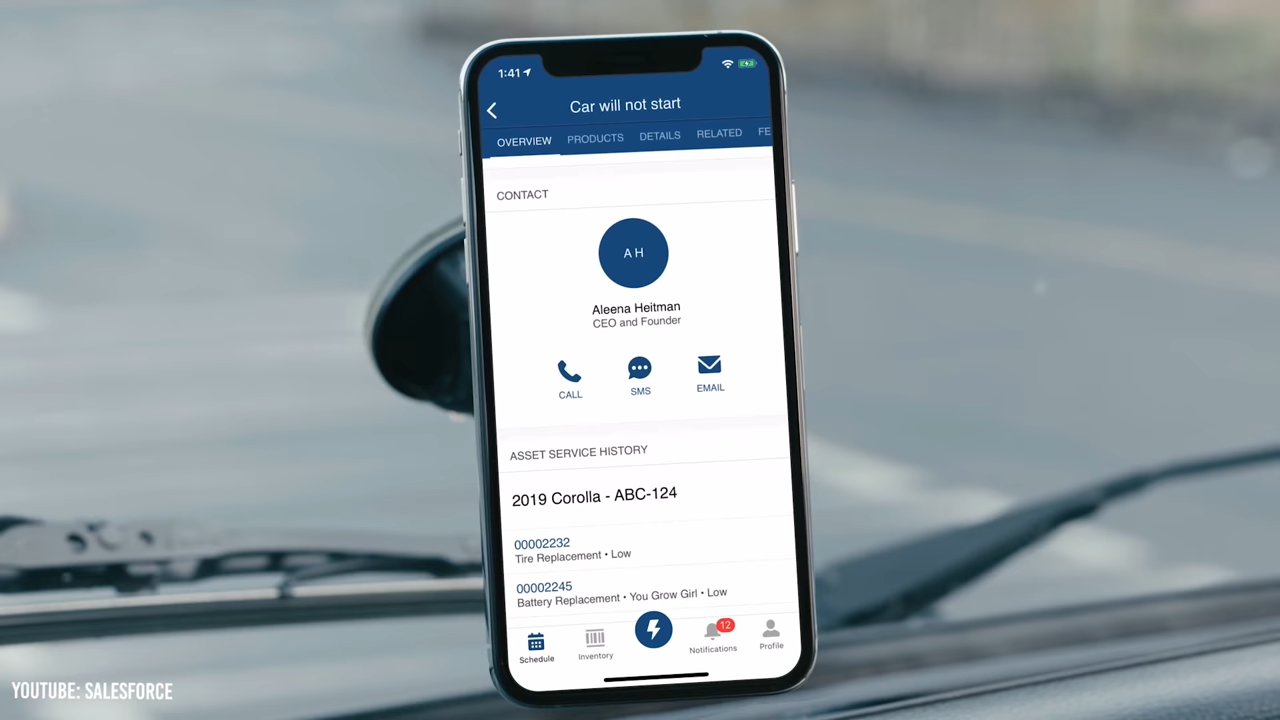 1:41
Car will not start
OVERVIEW PRODUCTS DETAILS RELATED FE
CONTACT
A H
Aleena Heitman
CEO and Founder
CALL SMS EMAIL
ASSET SERVICE HISTORY
2019 Corolla - ABC-124
00002232
Tire Replacement • Low
00002245
Battery Replacement • You Grow Girl • Low
12
Schedule Inventory Notifications Profile
YOUTUBE: SALESFORCE